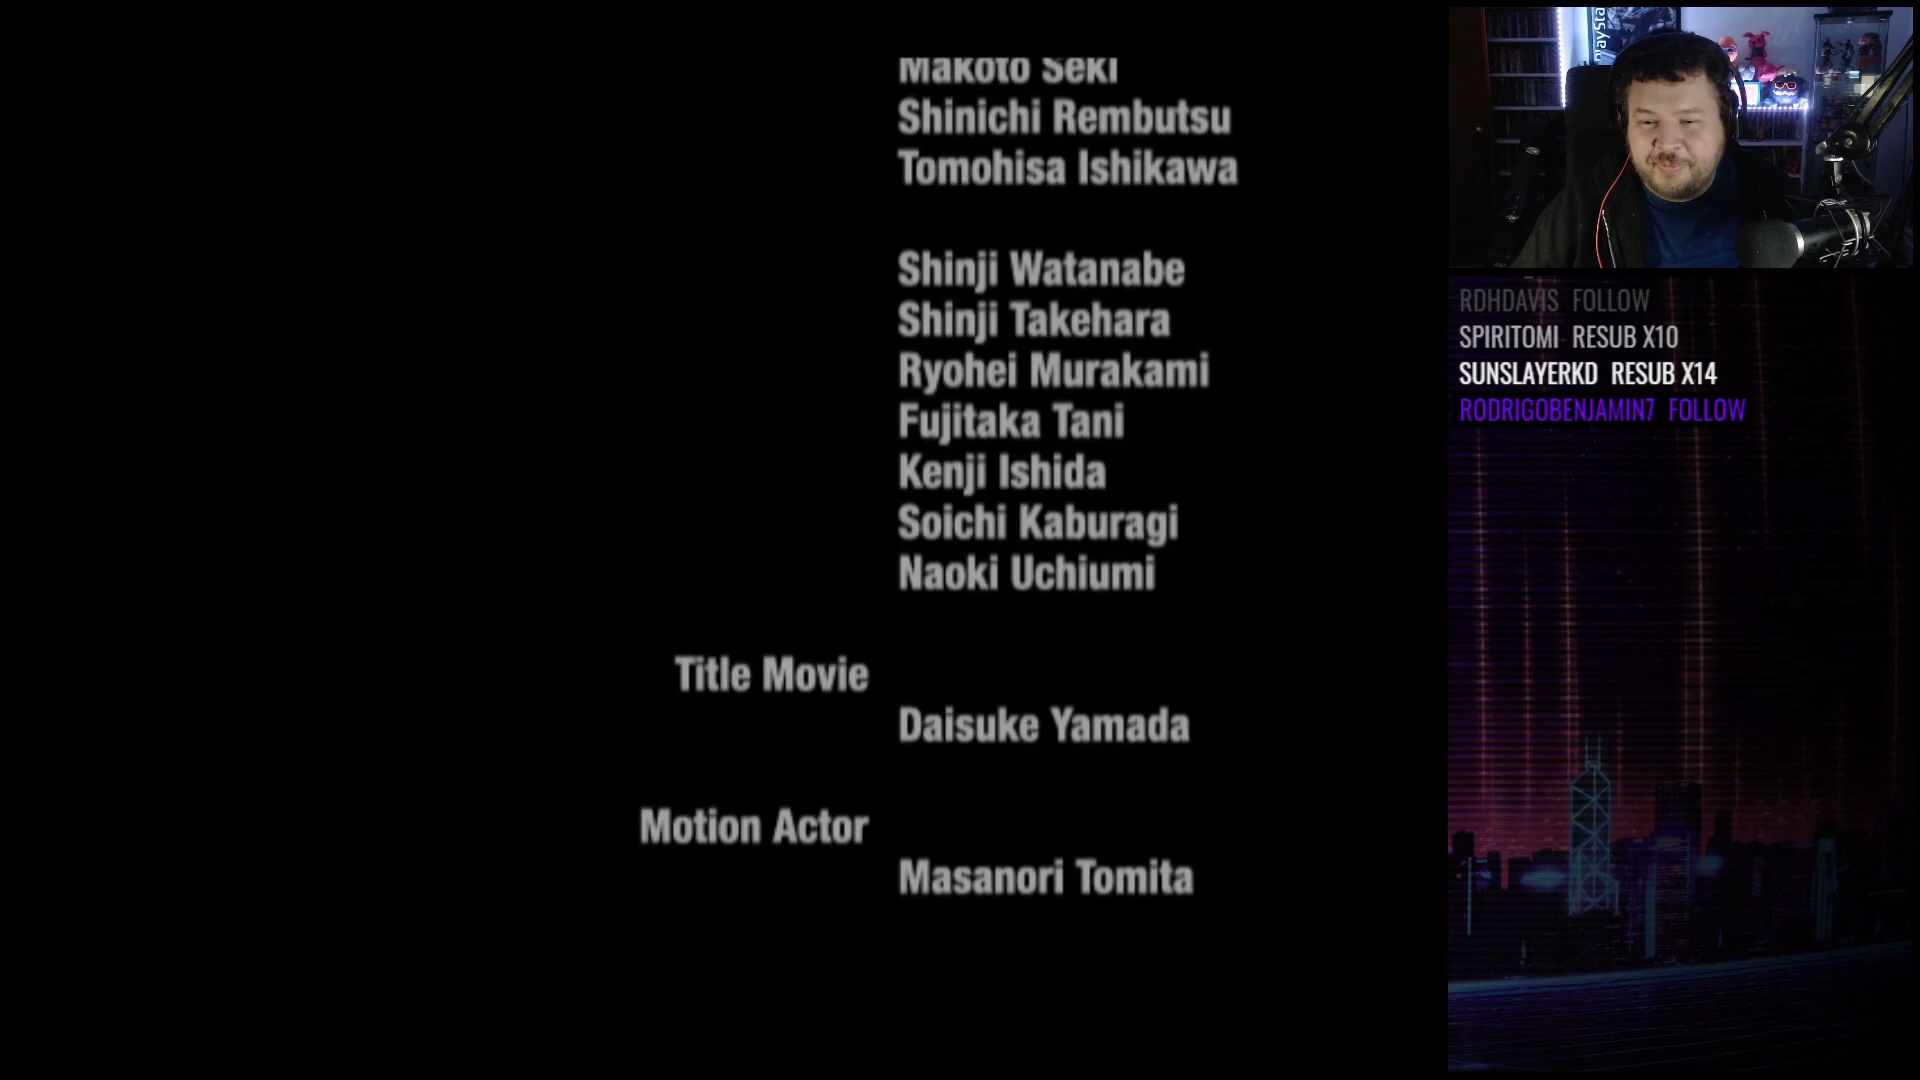 Makoto Seki
Shinichi Rembutsu
Tomohisa Ishikawa
Shinji Watanabe
Shinji Takehara
Ryohei Murakami
Fujitaka Tani
Kenji Ishida
Soichi Kaburagi
Naoki Uchiumi
Title Movie
Daisuke Yamada
Motion Actor
Masanori Tomita
RDHDAVIS FOLLOW
SPIRITOMI RESUB X10
SUNSLAYERKD RESUB X14
RODRIGOBENJAMIN7 FOLLOW